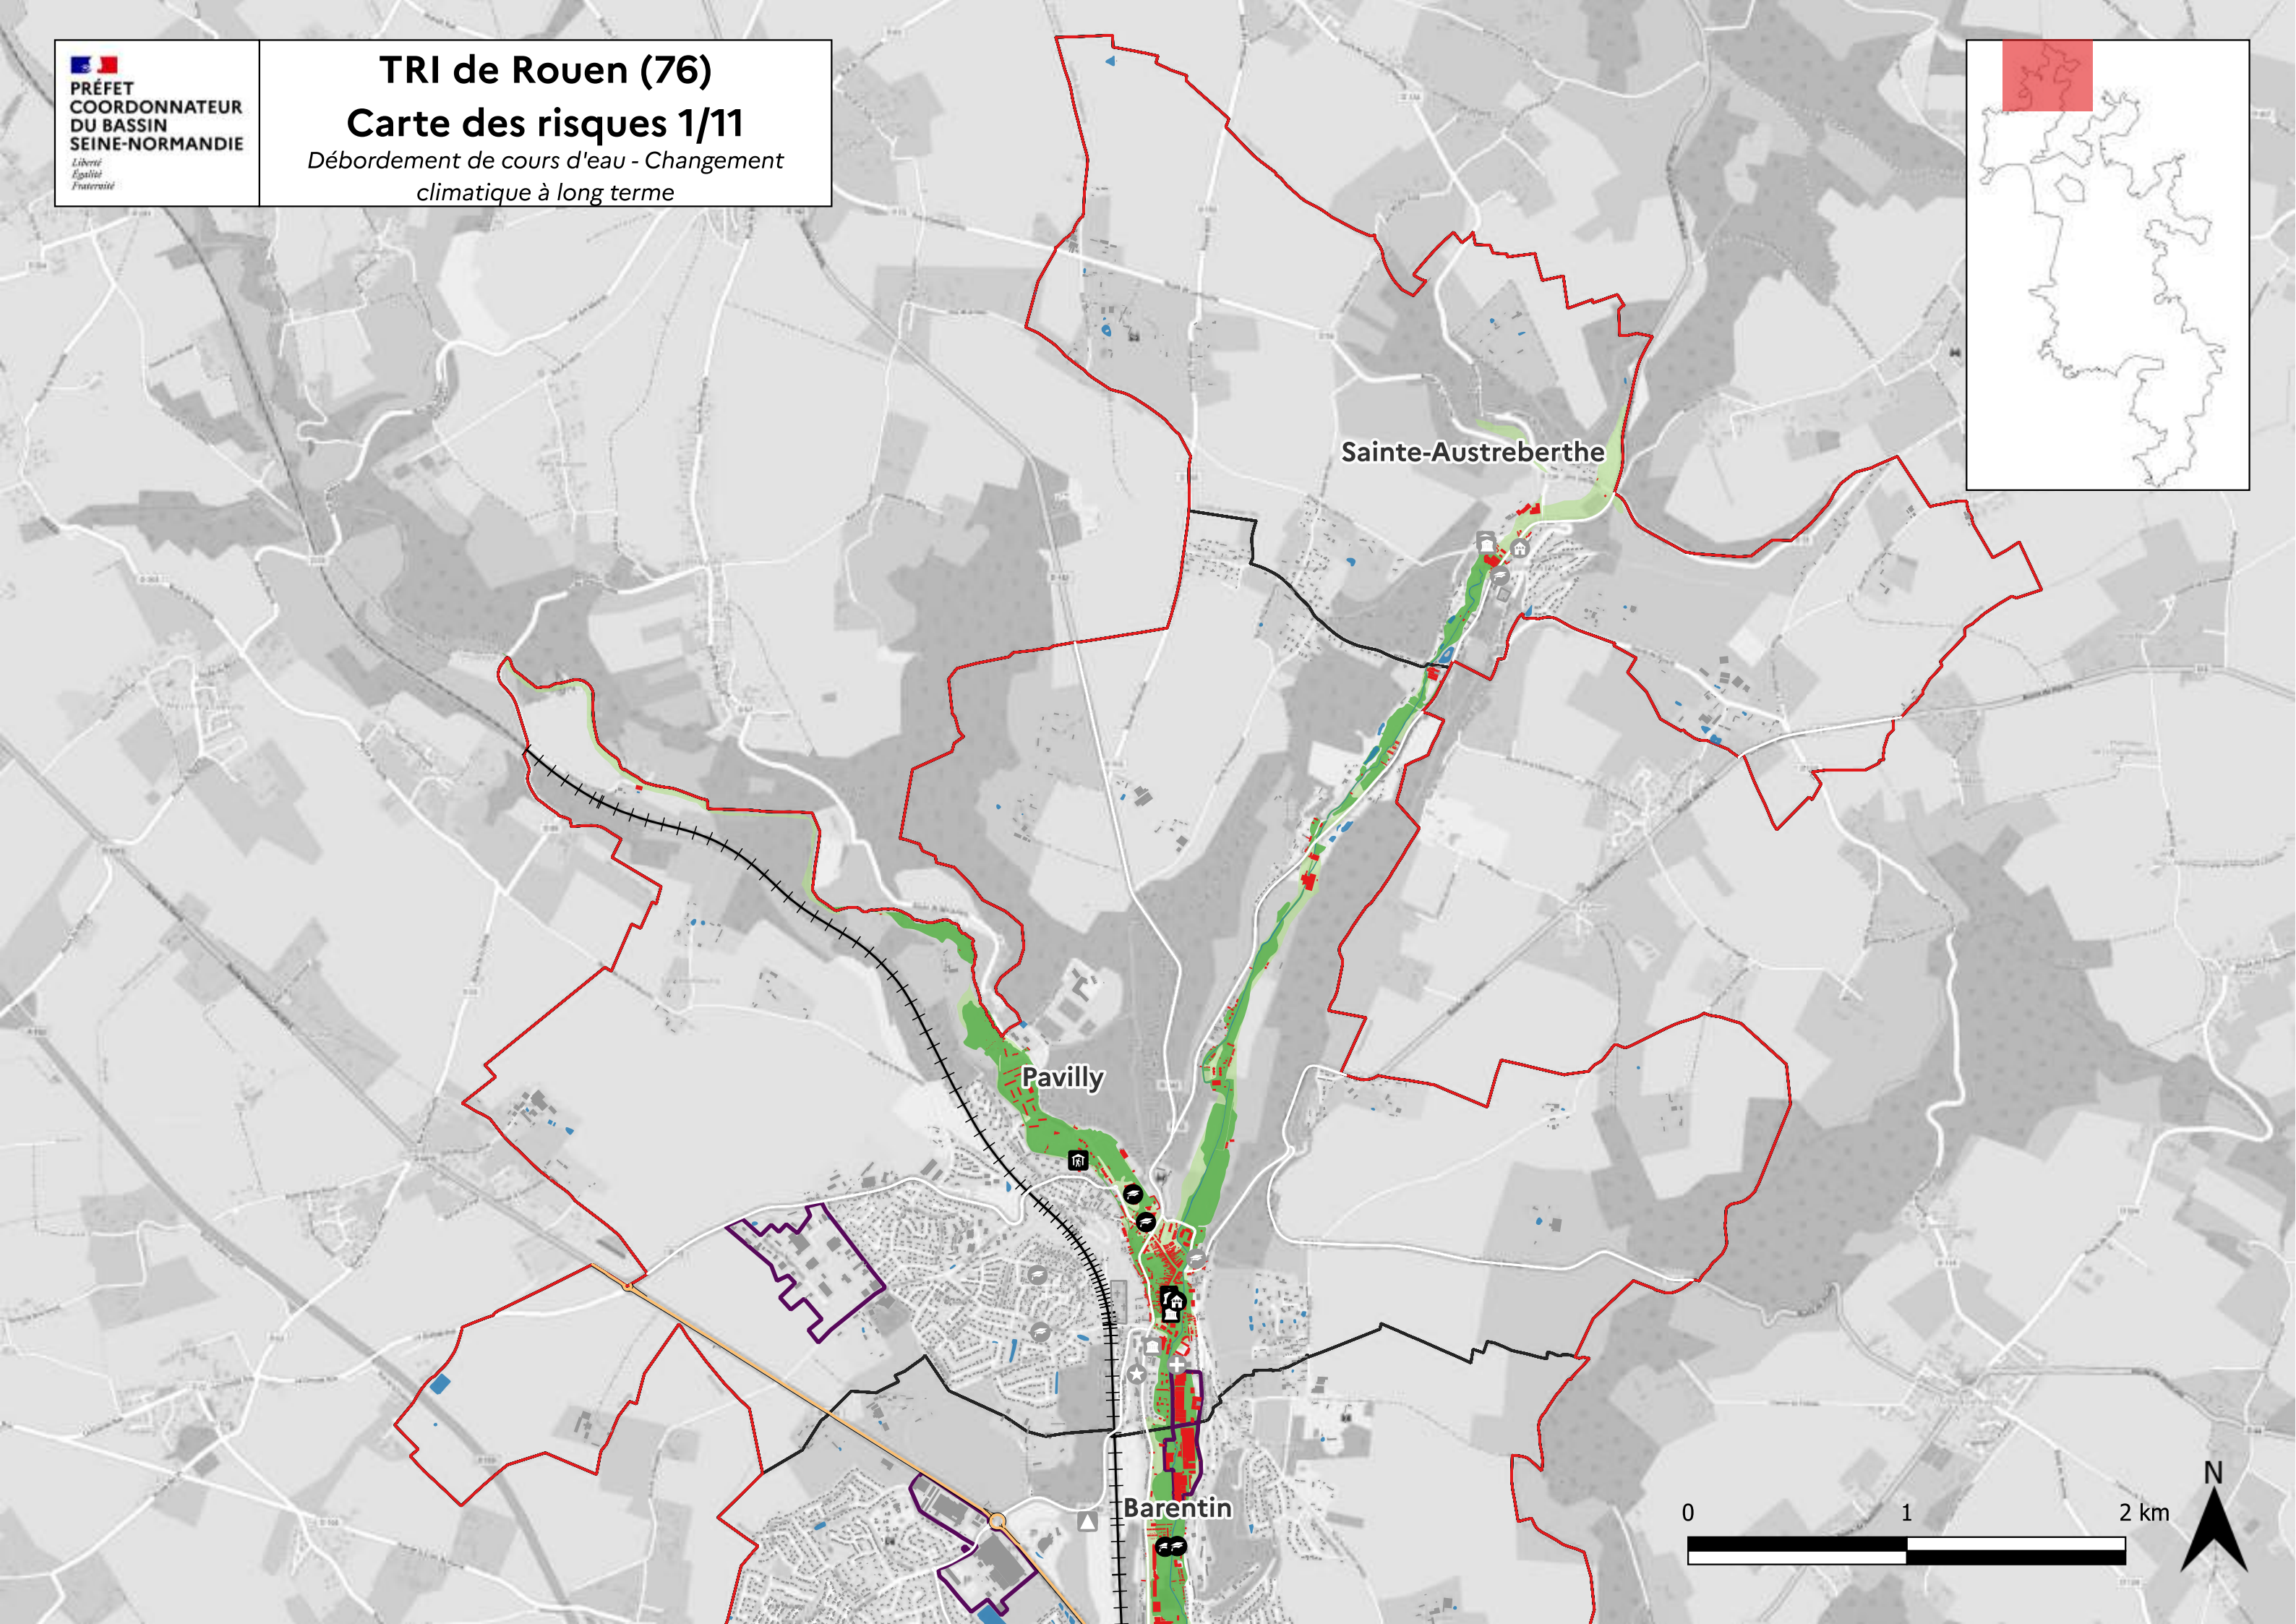 PRÉFET
COORDONNATEUR
DU BASSIN
SEINE-NORMANDIE
Liberté
Égalité
Fraternité
TRI de Rouen (76)
Carte des risques 1/11
Débordement de cours d'eau - Changement
climatique à long terme
Sainte-Austreberthe
Pavilly
Barentin
N
0 1 2 km